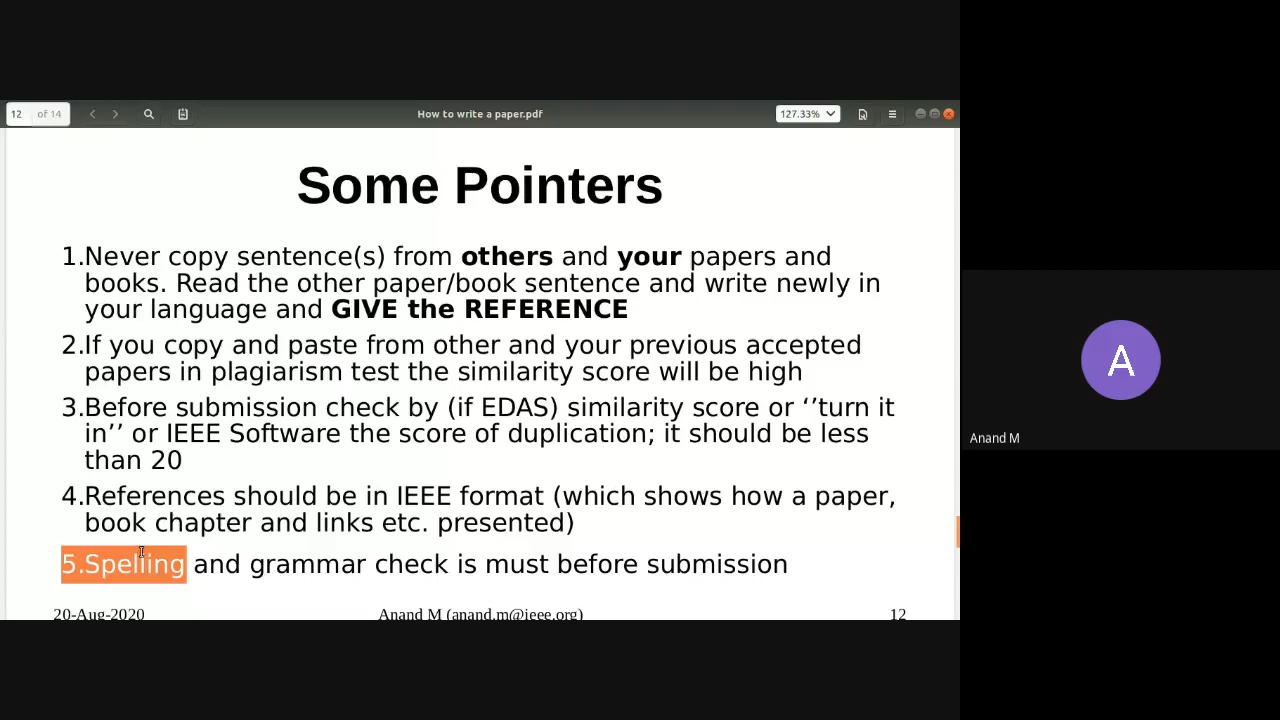 12 of 14
How to write a paper.pdf
127.33%
Some Pointers
1.Never copy sentence(s) from others and your papers and
books. Read the other paper/book sentence and write newly in
your language and GIVE the REFERENCE
2.If you copy and paste from other and your previous accepted
papers in plagiarism test the similarity score will be high
3.Before submission check by (if EDAS) similarity score or ‘’turn it
in’’ or IEEE Software the score of duplication; it should be less
than 20
4.References should be in IEEE format (which shows how a paper,
book chapter and links etc. presented)
5.Spelling and grammar check is must before submission
20-Aug-2020
Anand M (anand.m@ieee.org)
12
A
Anand M